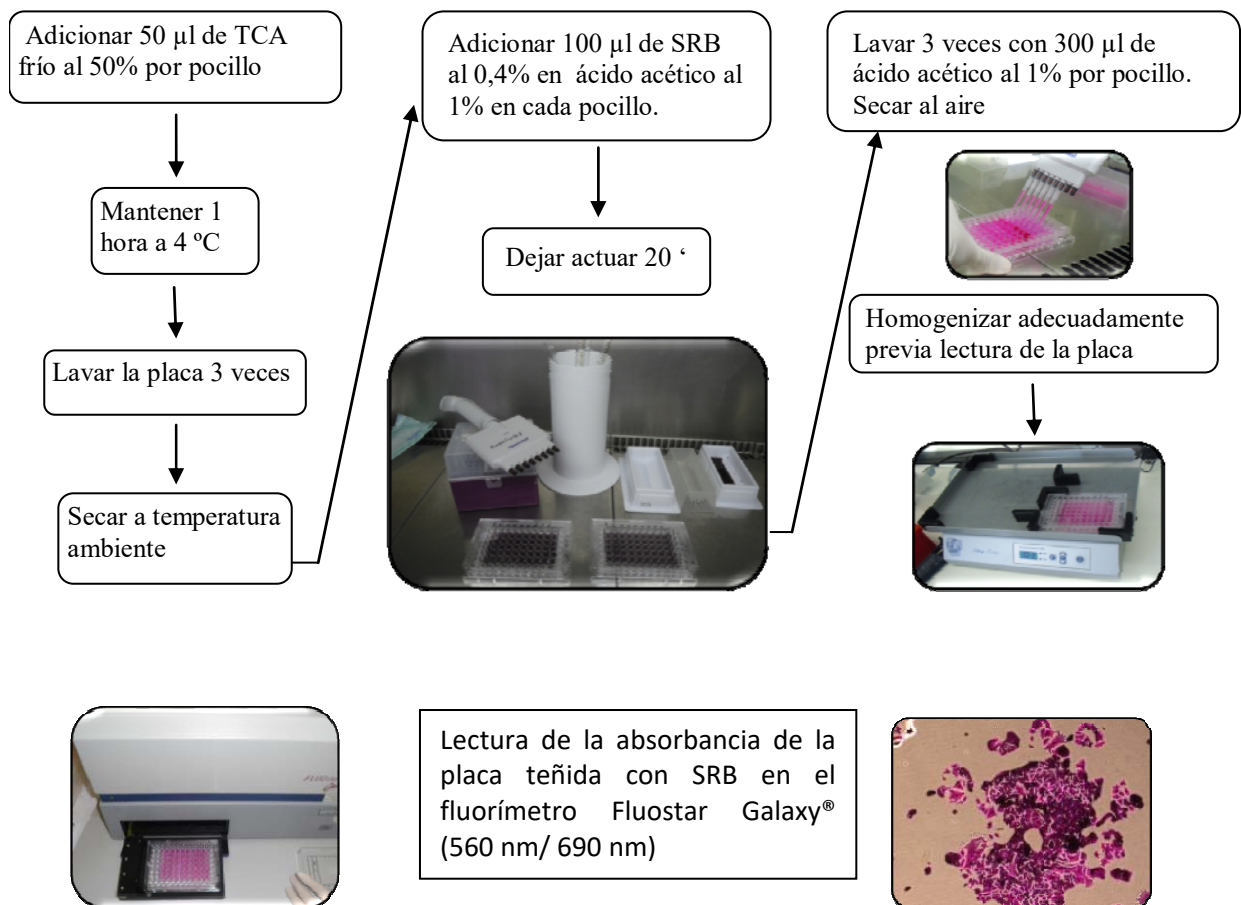 Adicionar 50 µl de TCA
frío al 50% por pocillo
Mantener 1
hora a 4 ºC
Lavar la placa 3 veces
Secar a temperatura
ambiente
Adicionar 100 µl de SRB
al 0,4% en ácido acético al
1% en cada pocillo.
Dejar actuar 20 ‘
Lavar 3 veces con 300 µl de
ácido acético al 1% por pocillo.
Secar al aire
Homogenizar adecuadamente
previa lectura de la placa
Lectura de la absorbancia de la
placa teñida con SRB en el
fluorímetro Fluostar Galaxy®
(560 nm/ 690 nm)